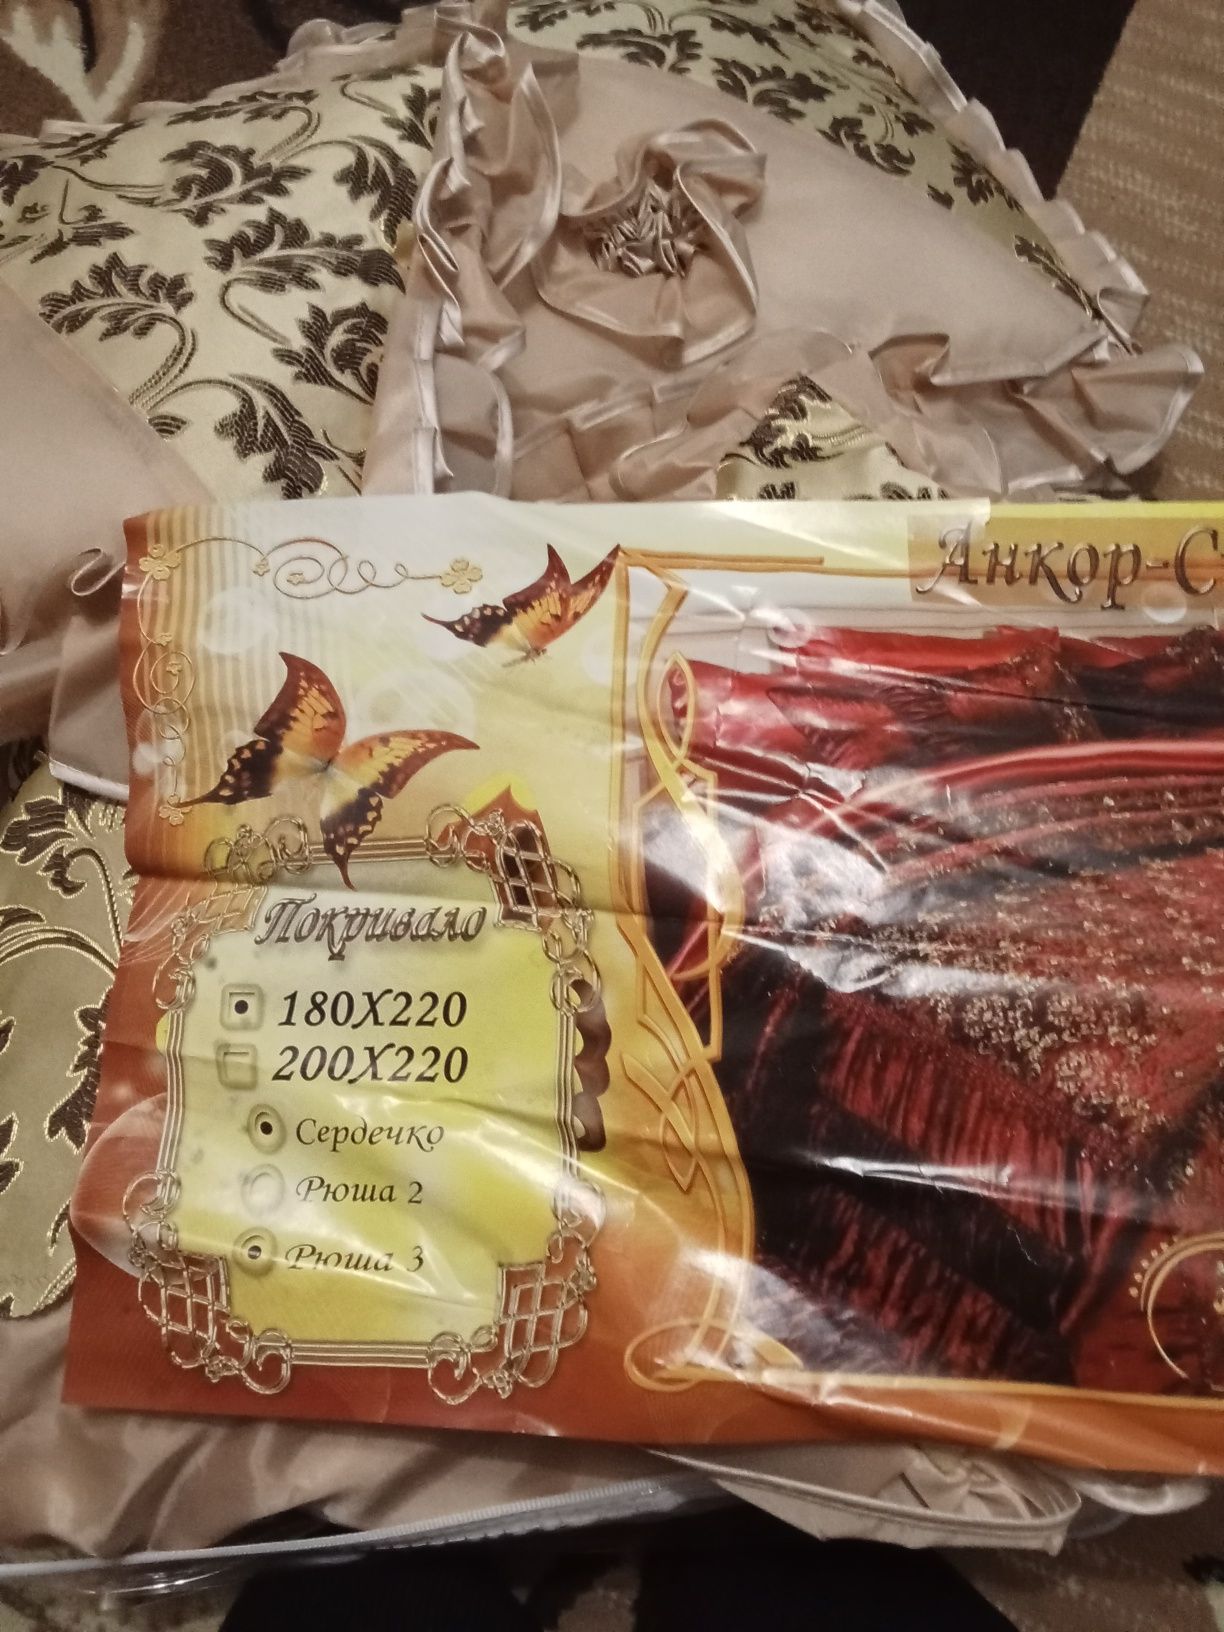 Анкор-С
Покривало
180X220
200X220
Сердечко
Рюша 2
Рюша 3